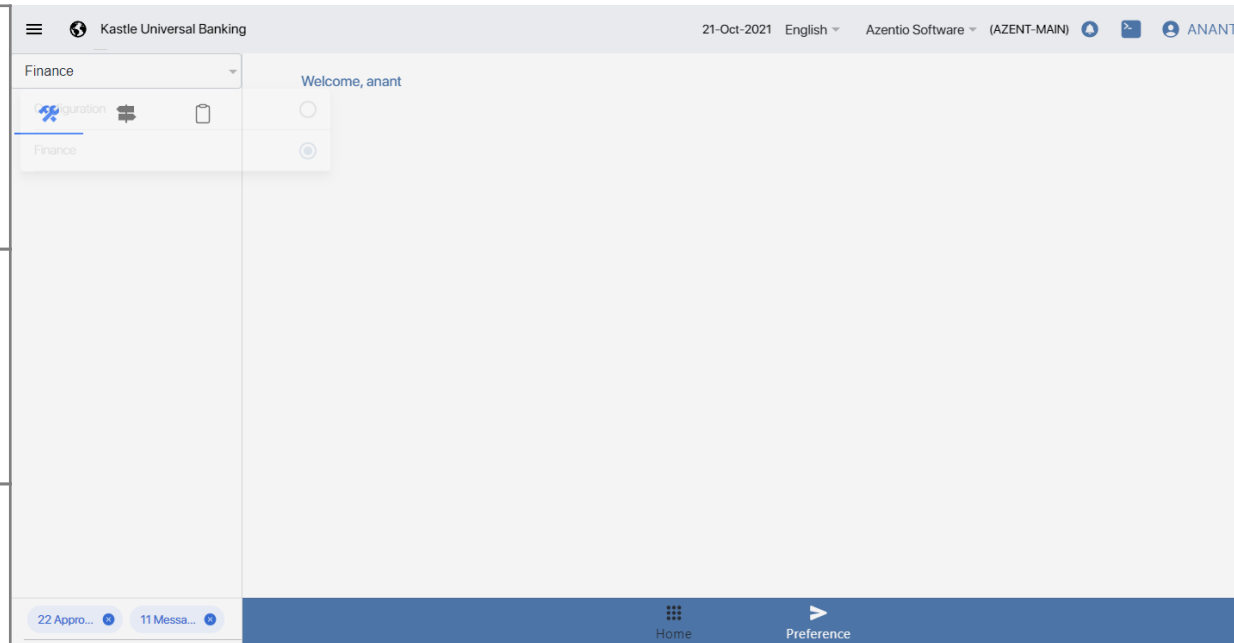 Kastle Universal Banking 21-Oct-2021 English Azentio Software (AZENT-MAIN) ANANT
Finance
Welcome, anant
Configuration
Finance
22 Appro... 11 Messa...
Home Preference